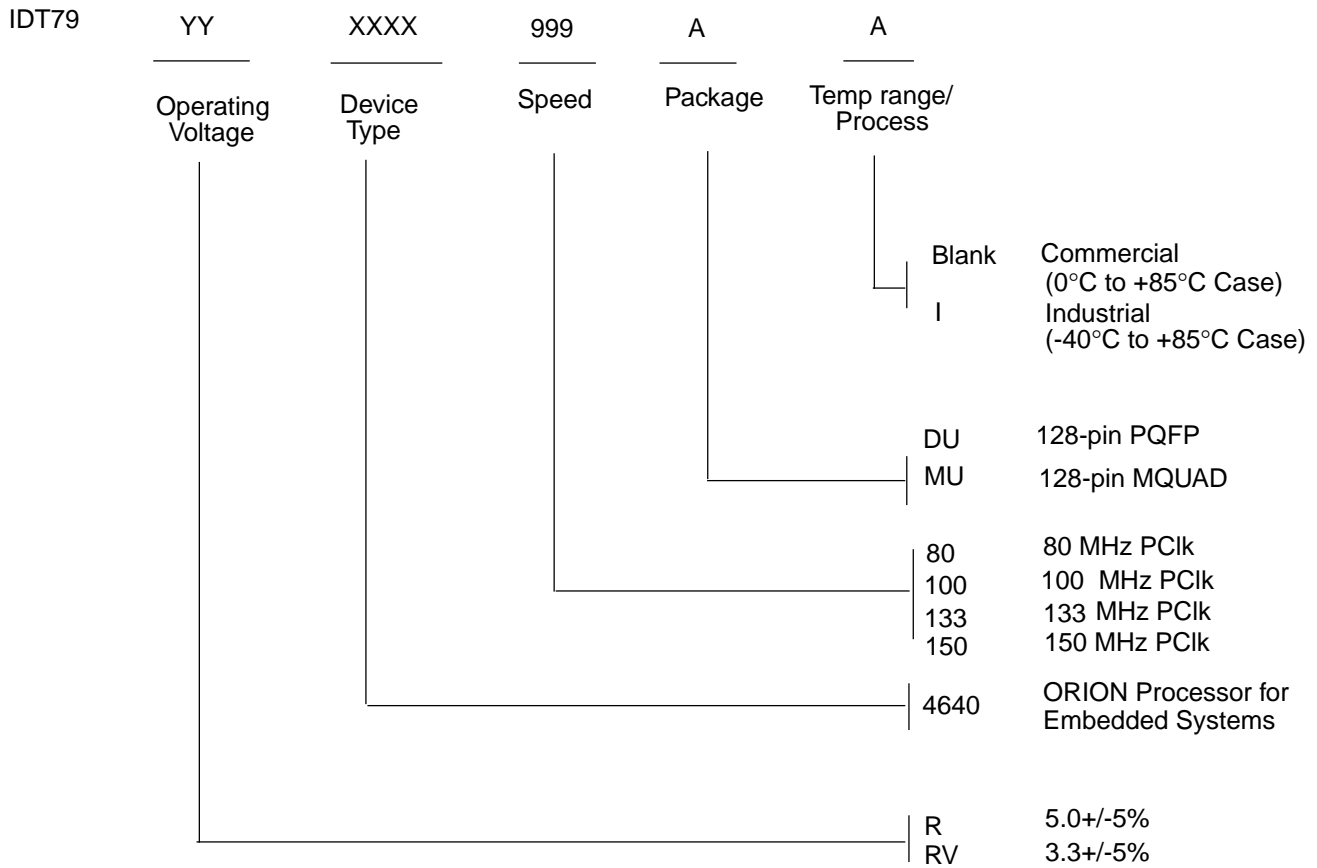 IDT79 YY XXXX 999 A A
Operating Voltage
Device Type
Speed
Package
Temp range/ Process
Blank Commercial
(0°C to +85°C Case)
I Industrial
(-40°C to +85°C Case)
DU 128-pin PQFP
MU 128-pin MQUAD
80 80 MHz PClk
100 100 MHz PClk
133 133 MHz PClk
150 150 MHz PClk
4640 ORION Processor for
Embedded Systems
R 5.0+/-5%
RV 3.3+/-5%